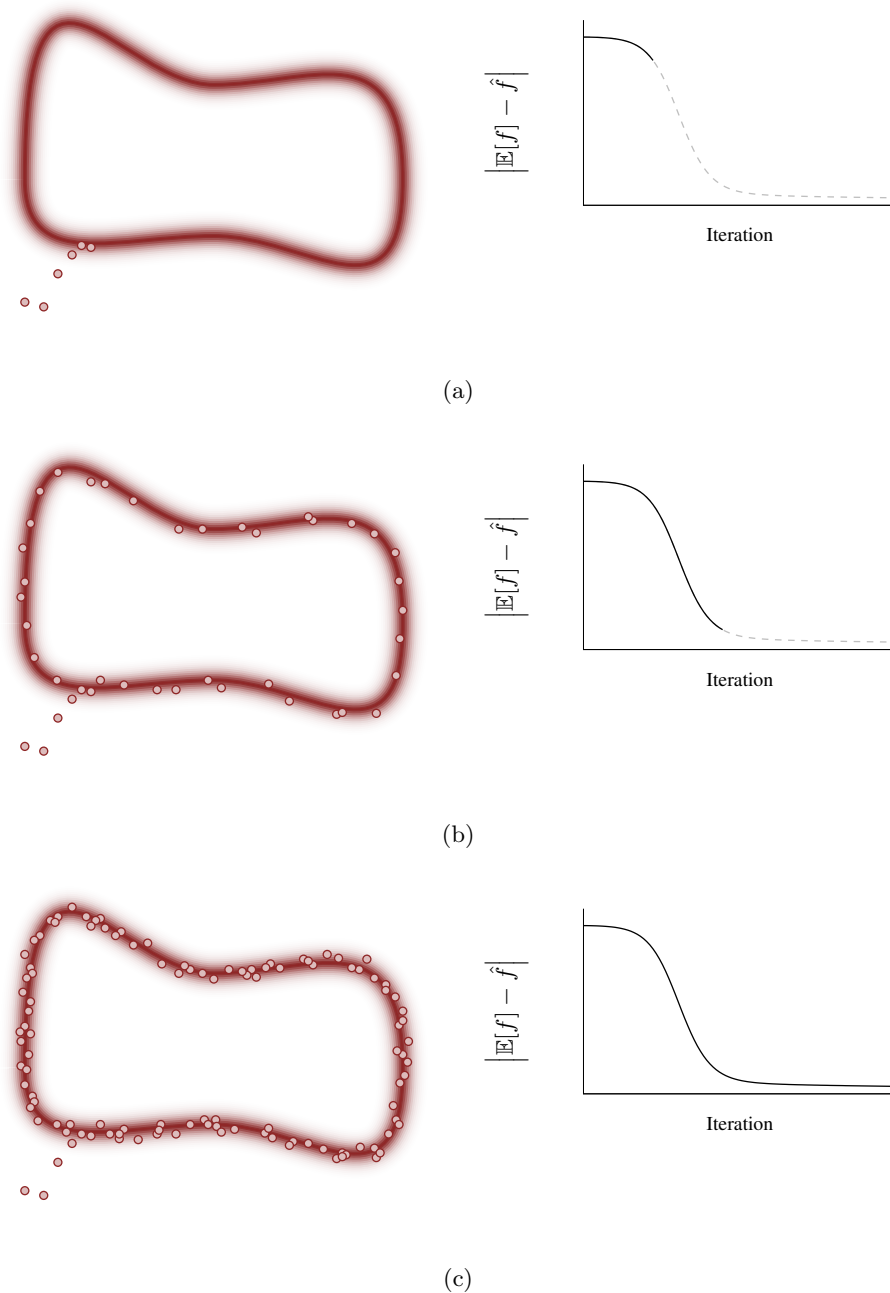 |𝔼[f] − f̂|
Iteration
(a)
|𝔼[f] − f̂|
Iteration
(b)
|𝔼[f] − f̂|
Iteration
(c)